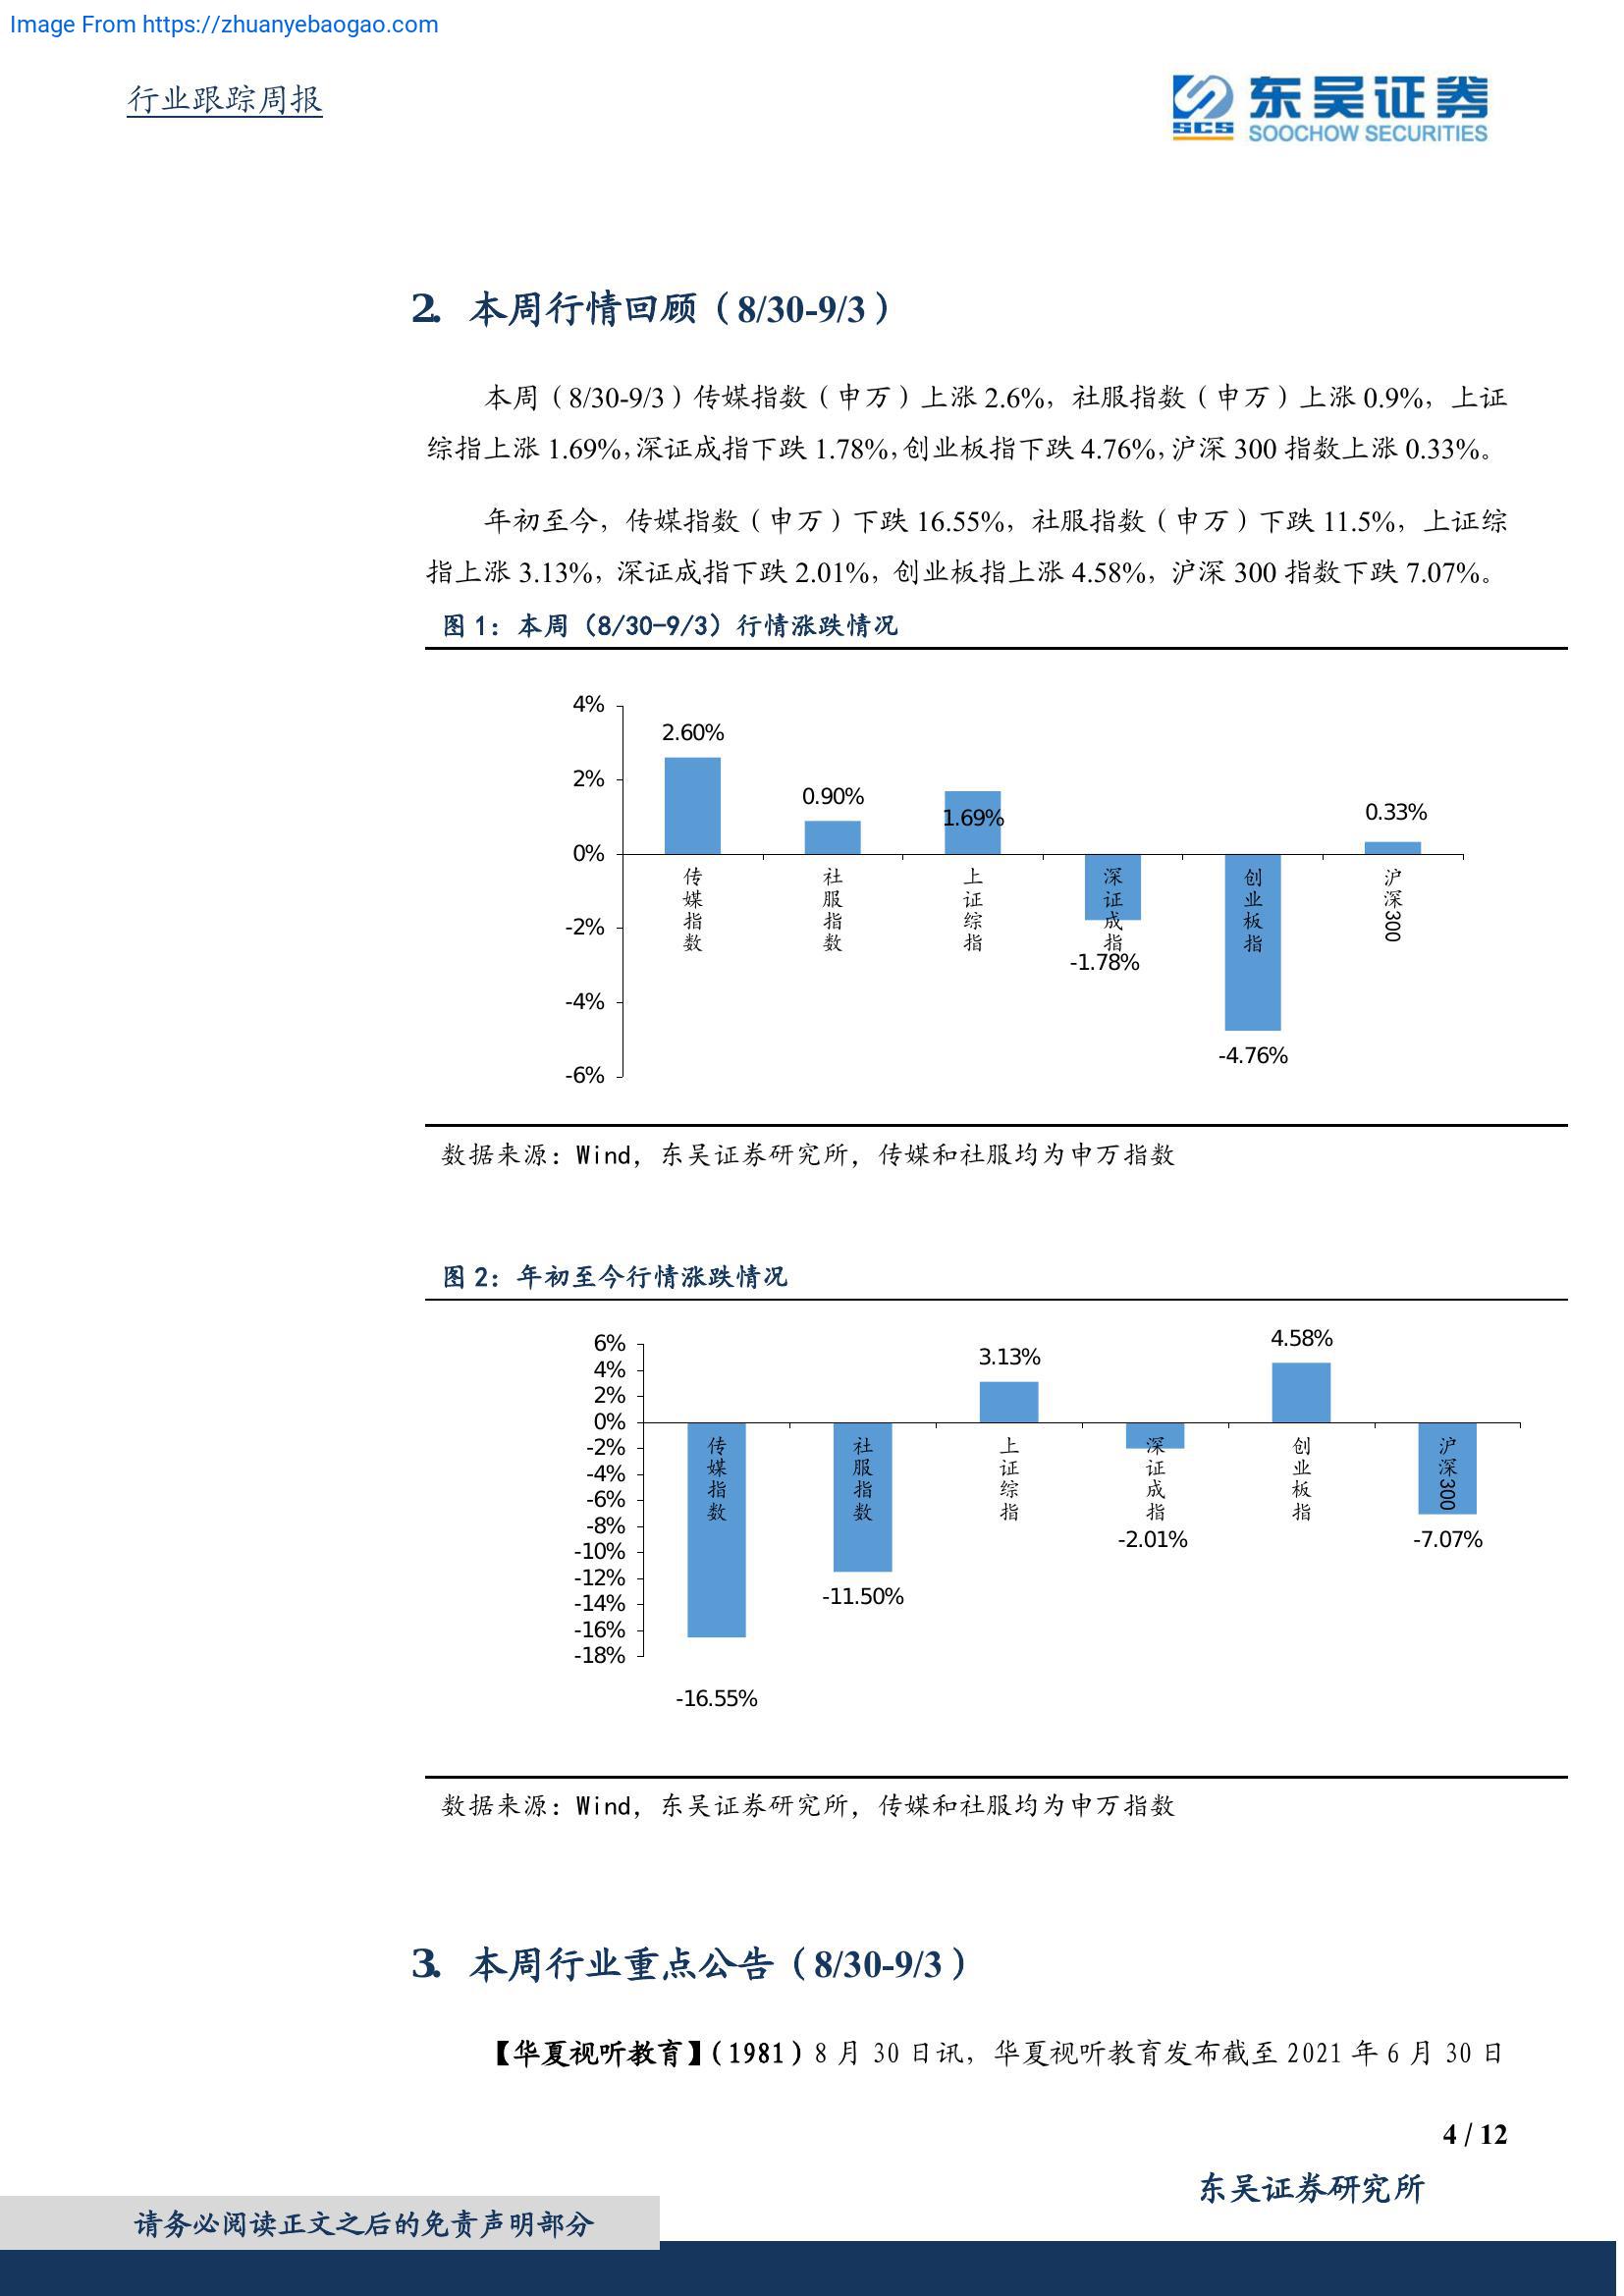 Image From https://zhuanyebaogao.com
行业跟踪周报
SCS
东吴证券
SOOCHOW SECURITIES
2. 本周行情回顾（8/30-9/3）
本周（8/30-9/3）传媒指数（申万）上涨 2.6%，社服指数（申万）上涨 0.9%，上证
综指上涨 1.69%，深证成指下跌 1.78%，创业板指下跌 4.76%，沪深 300 指数上涨 0.33%。
年初至今，传媒指数（申万）下跌 16.55%，社服指数（申万）下跌 11.5%，上证综
指上涨 3.13%，深证成指下跌 2.01%，创业板指上涨 4.58%，沪深 300 指数下跌 7.07%。
图 1：本周（8/30-9/3）行情涨跌情况
4%
2%
0%
-2%
-4%
-6%
2.60%
0.90%
1.69%
-1.78%
-4.76%
0.33%
传媒指数
社服指数
上证综指
深证成指
创业板指
沪深300
数据来源：Wind，东吴证券研究所，传媒和社服均为申万指数
图 2：年初至今行情涨跌情况
6%
4%
2%
0%
-2%
-4%
-6%
-8%
-10%
-12%
-14%
-16%
-18%
-16.55%
-11.50%
3.13%
-2.01%
4.58%
-7.07%
传媒指数
社服指数
上证综指
深证成指
创业板指
沪深300
数据来源：Wind，东吴证券研究所，传媒和社服均为申万指数
3. 本周行业重点公告（8/30-9/3）
【华夏视听教育】（1981）8 月 30 日讯，华夏视听教育发布截至 2021 年 6 月 30 日
4 / 12
东吴证券研究所
请务必阅读正文之后的免责声明部分